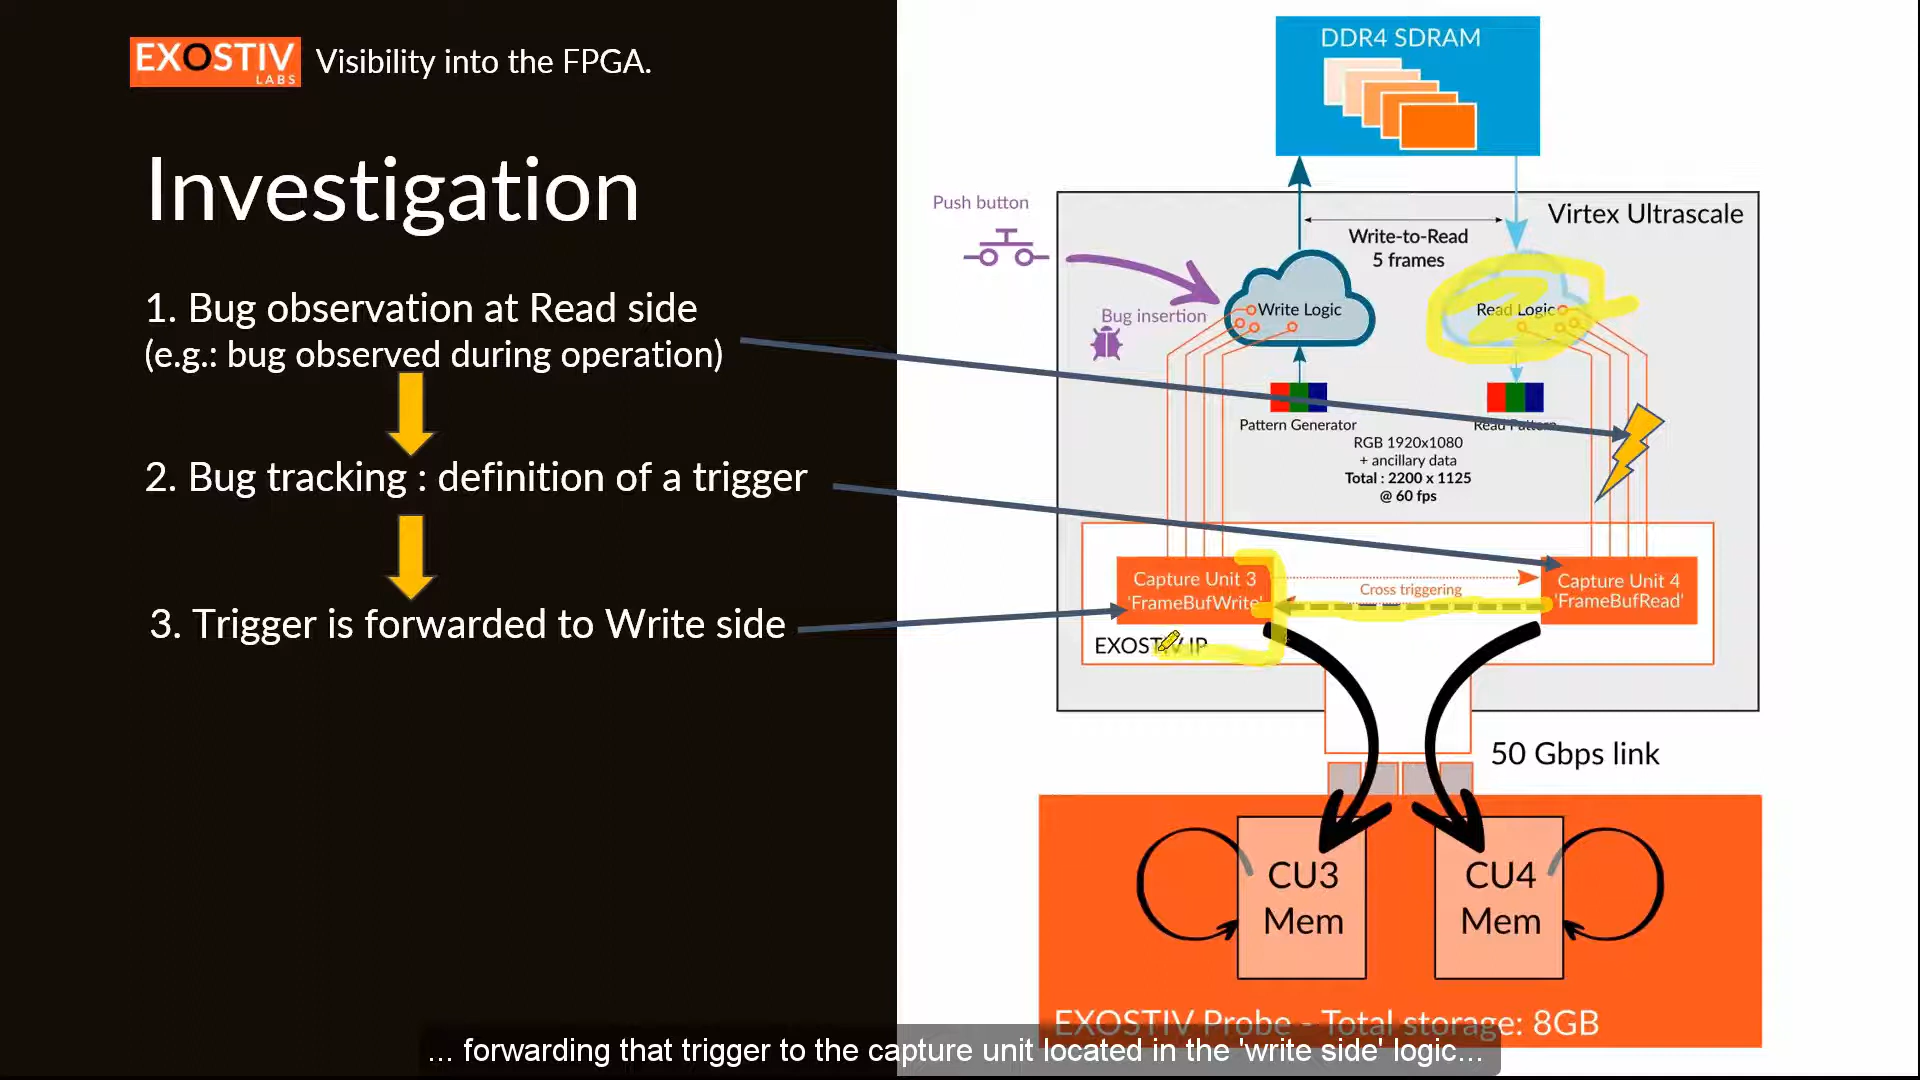 EXOSTIV
LABS
Visibility into the FPGA.
Investigation
1. Bug observation at Read side
(e.g.: bug observed during operation)
2. Bug tracking : definition of a trigger
3. Trigger is forwarded to Write side
DDR4 SDRAM
Push button
Virtex Ultrascale
Write-to-Read
5 frames
Bug insertion
Write Logic
Read Logic
Pattern Generator
Read Pattern
RGB 1920x1080
+ ancillary data
Total : 2200 x 1125
@ 60 fps
Capture Unit 3
'FrameBufWrite'
Cross triggering
Capture Unit 4
'FrameBufRead'
EXOSTIV IP
50 Gbps link
CU3
Mem
CU4
Mem
EXOSTIV Probe - Total storage: 8GB
... forwarding that trigger to the capture unit located in the 'write side' logic...